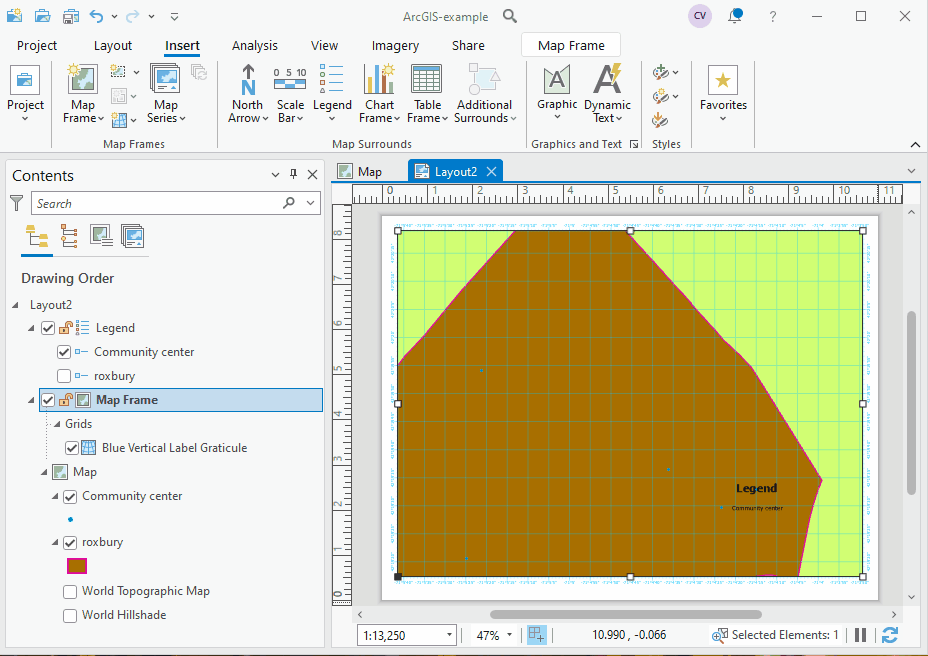 ArcGIS-example CV ?
Project Layout Insert Analysis View Imagery Share Map Frame
0 5 10
A A
Project Map Frame Map Series North Arrow Scale Bar Legend Chart Frame Table Frame Additional Surrounds Graphic Dynamic Text Favorites
N
Map Frames Map Surrounds Graphics and Text Styles
Contents
Search
Drawing Order
Layout2
Legend
Community center
roxbury
Map Frame
Grids
Blue Vertical Label Graticule
Map
Community center
roxbury
World Topographic Map
World Hillshade
Map Layout2
0 1 2 3 4 5 6 7 8 9 10 11
8
7
6
5
4
3
2
1
0
Legend
Community center
1:13,250 47% 10.990 , -0.066 Selected Elements: 1